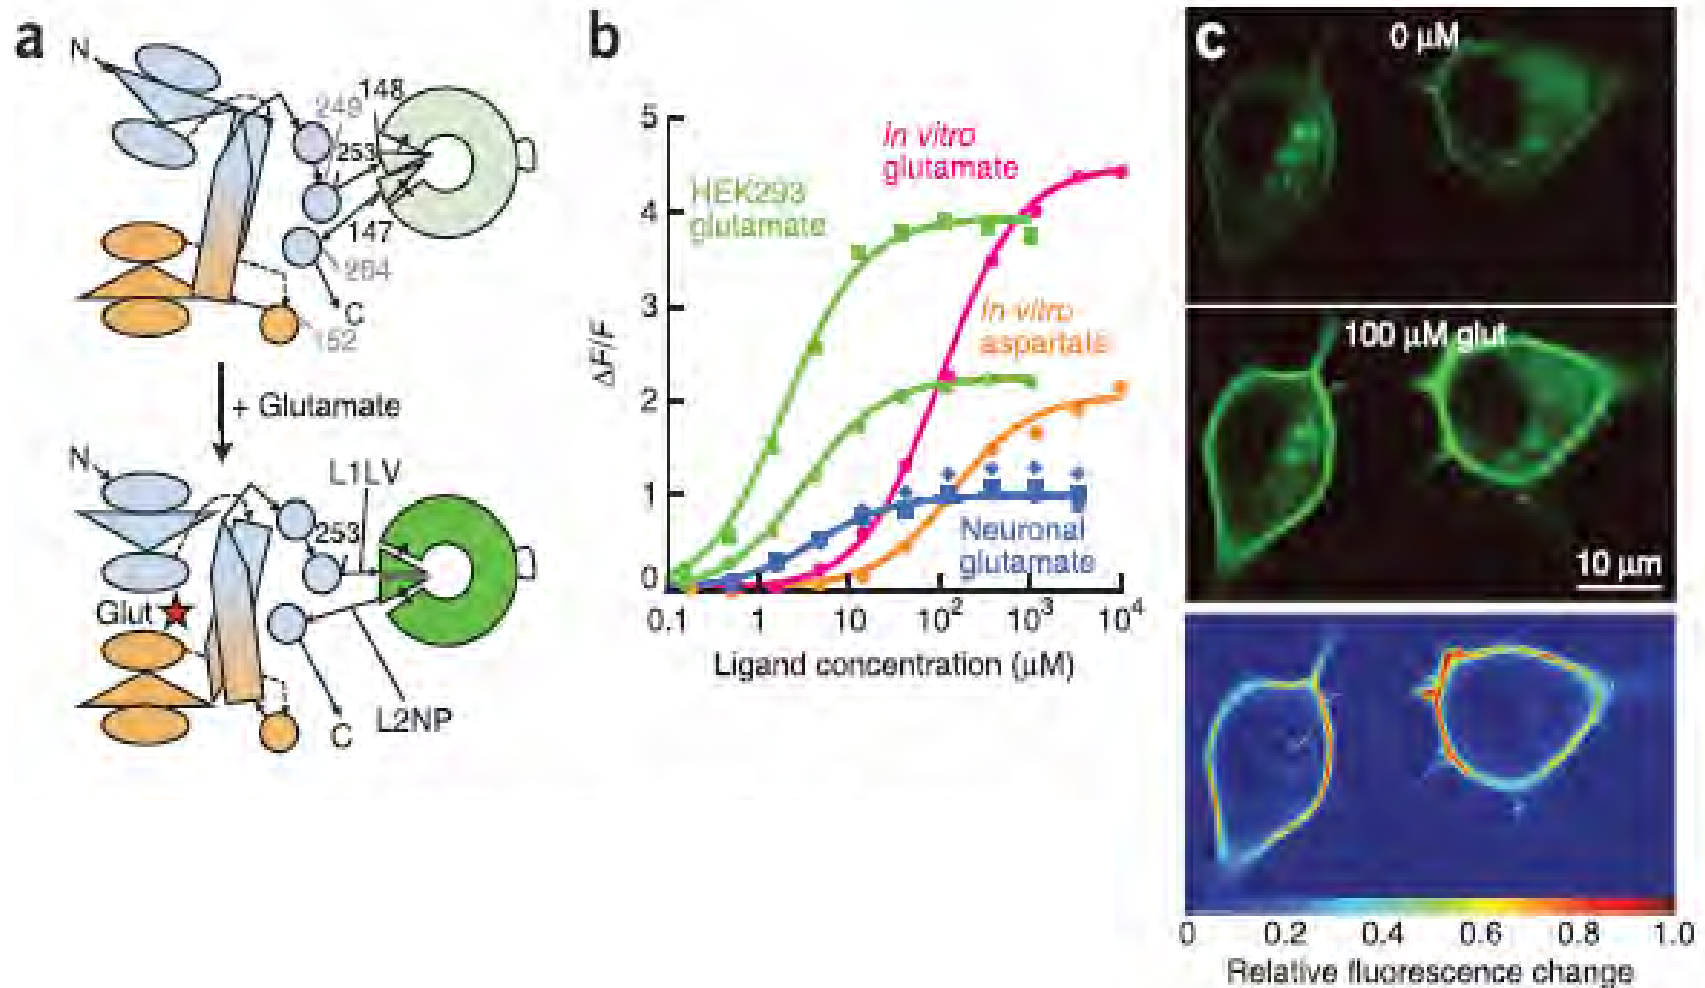 a
N
249
148
253
147
264
C
152
+ Glutamate
N
L1LV
253
Glut
C
L2NP
b
ΔF/F
5
4
3
2
1
0
HEK293
glutamate
In vitro
glutamate
In vitro
aspartate
Neuronal
glutamate
0.1 1 10 10² 10³ 10⁴
Ligand concentration (μM)
c
0 μM
100 μM glut
10 μm
0 0.2 0.4 0.6 0.8 1.0
Relative fluorescence change